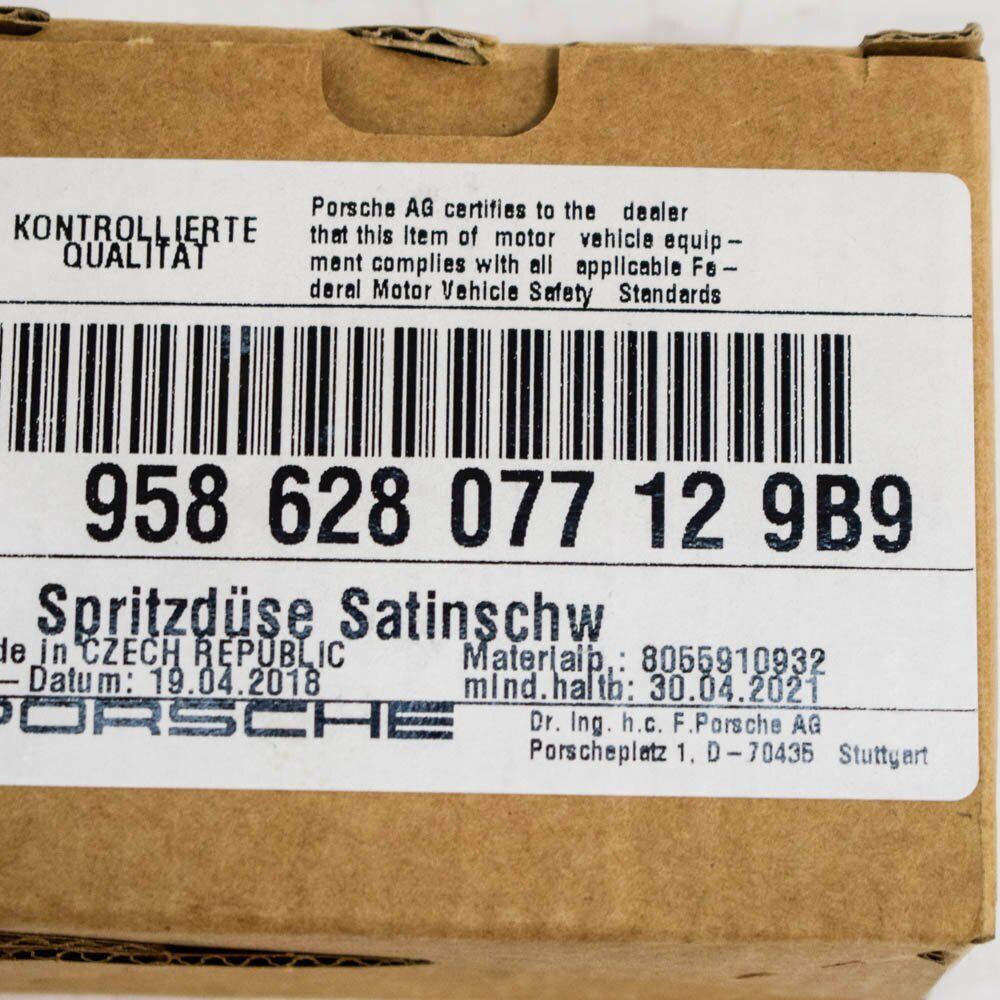 KONTROLLIERTE
QUALITÄT
Porsche AG certifies to the dealer
that this item of motor vehicle equip-
ment complies with all applicable Fe-
deral Motor Vehicle Safety Standards
958 628 077 12 9B9
Spritzdüse Satinschw
de in CZECH REPUBLIC
Materialp.: 8055910932
-Datum: 19.04.2018
mind.haltb: 30.04.2021
PORSCHE
Dr. Ing. h.c. F.Porsche AG
Porscheplatz 1, D-70435 Stuttgart